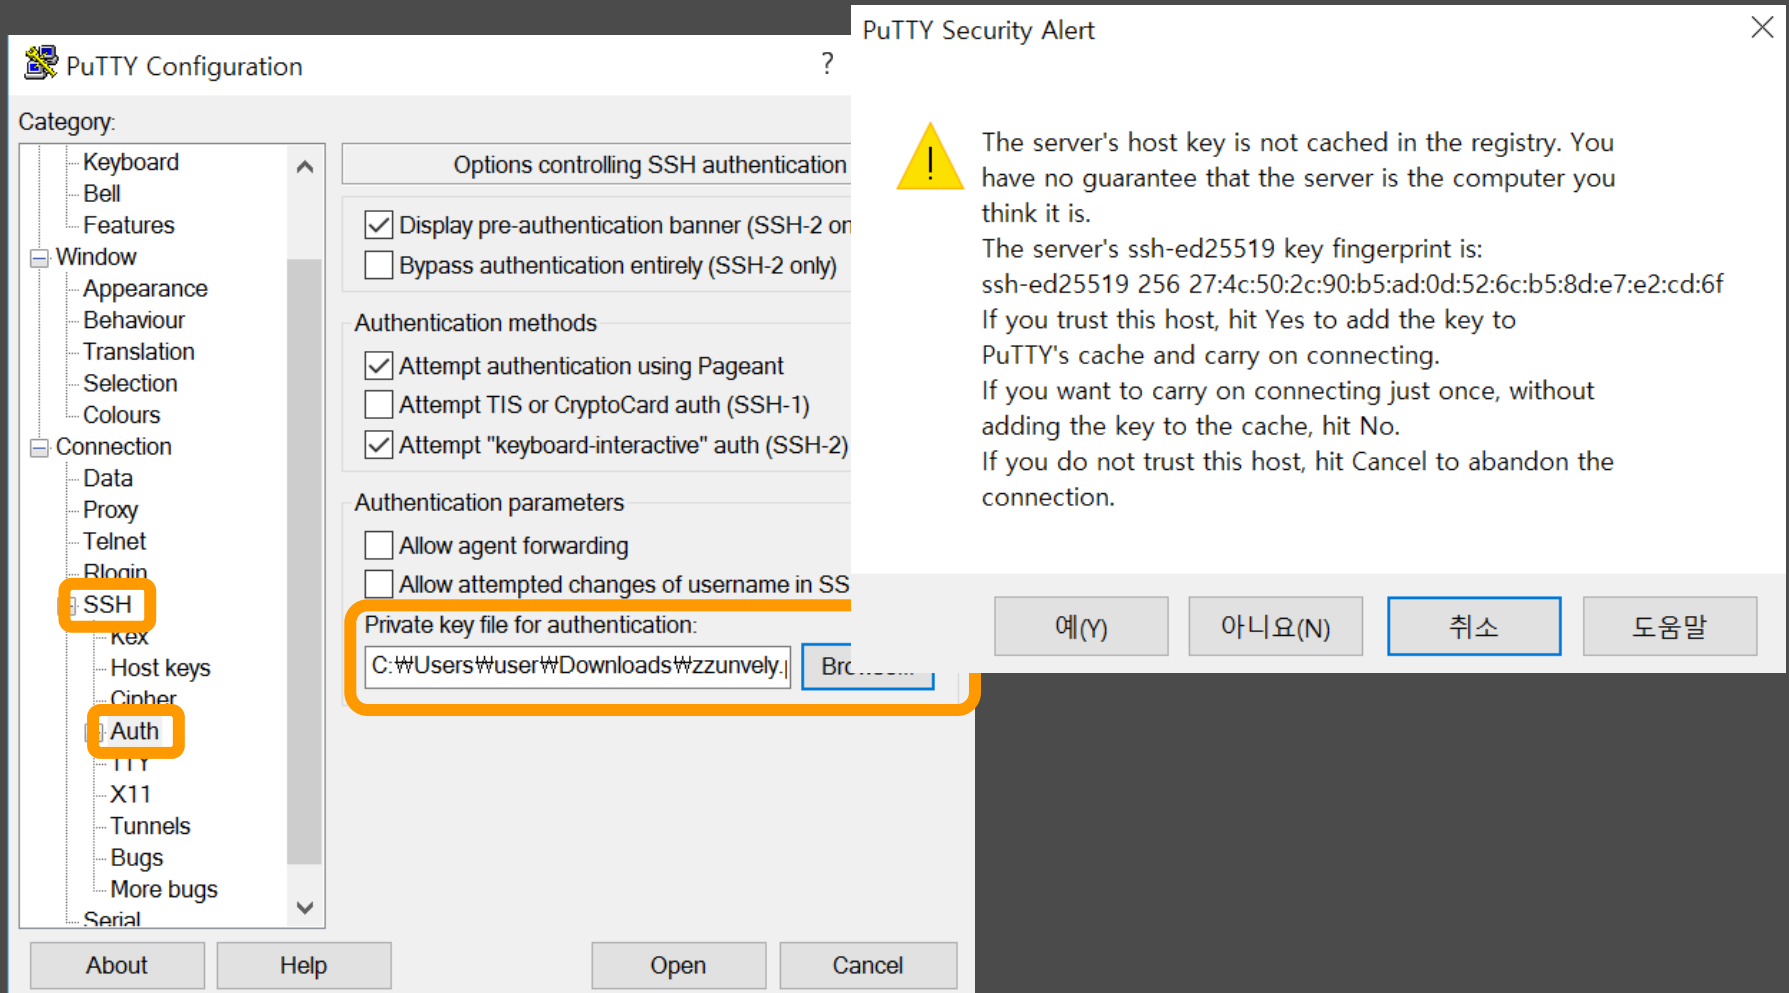 PuTTY Configuration
?
Category:
Keyboard
Bell
Features
Window
Appearance
Behaviour
Translation
Selection
Colours
Connection
Data
Proxy
Telnet
Rlogin
SSH
Kex
Host keys
Cipher
Auth
TTY
X11
Tunnels
Bugs
More bugs
Serial
Options controlling SSH authentication
Display pre-authentication banner (SSH-2 on
Bypass authentication entirely (SSH-2 only)
Authentication methods
Attempt authentication using Pageant
Attempt TIS or CryptoCard auth (SSH-1)
Attempt "keyboard-interactive" auth (SSH-2)
Authentication parameters
Allow agent forwarding
Allow attempted changes of username in SS
Private key file for authentication:
C:₩Users₩user₩Downloads₩zzunvely.p
Browse...
About
Help
Open
Cancel
PuTTY Security Alert
The server's host key is not cached in the registry. You
have no guarantee that the server is the computer you
think it is.
The server's ssh-ed25519 key fingerprint is:
ssh-ed25519 256 27:4c:50:2c:90:b5:ad:0d:52:6c:b5:8d:e7:e2:cd:6f
If you trust this host, hit Yes to add the key to
PuTTY's cache and carry on connecting.
If you want to carry on connecting just once, without
adding the key to the cache, hit No.
If you do not trust this host, hit Cancel to abandon the
connection.
예(Y)
아니요(N)
취소
도움말